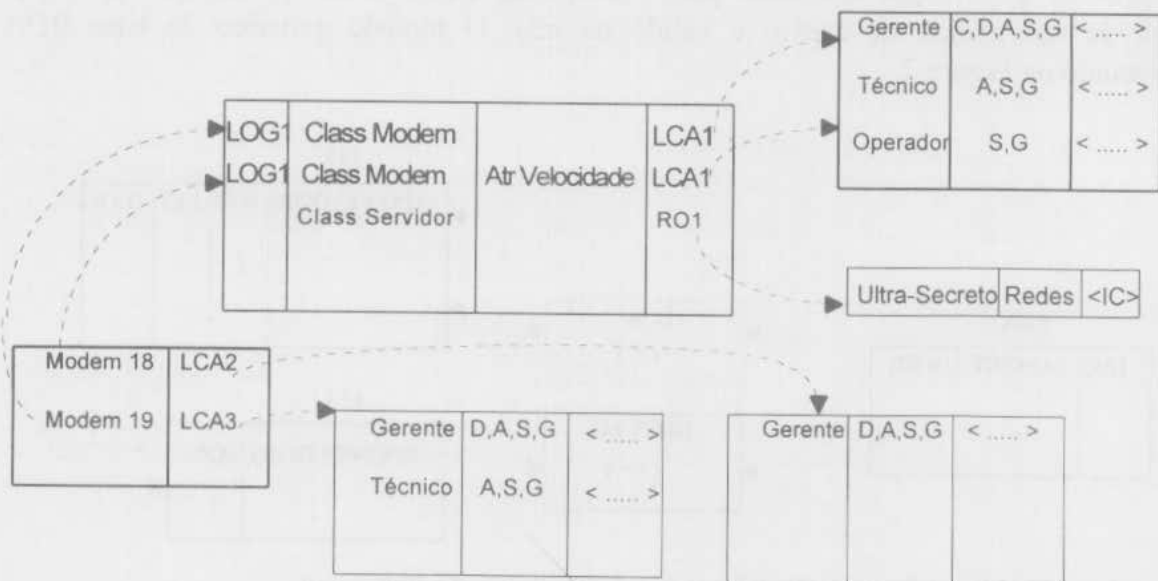 Gerente C,D,A,S,G < ..... >
Técnico A,S,G < ..... >
Operador S,G < ..... >
LOG1 Class Modem LCA1
LOG1 Class Modem Atr Velocidade LCA1
Class Servidor RO1
Ultra-Secreto Redes <IC>
Modem 18 LCA2
Modem 19 LCA3
Gerente D,A,S,G < ..... >
Técnico A,S,G < ..... >
Gerente D,A,S,G < ..... >